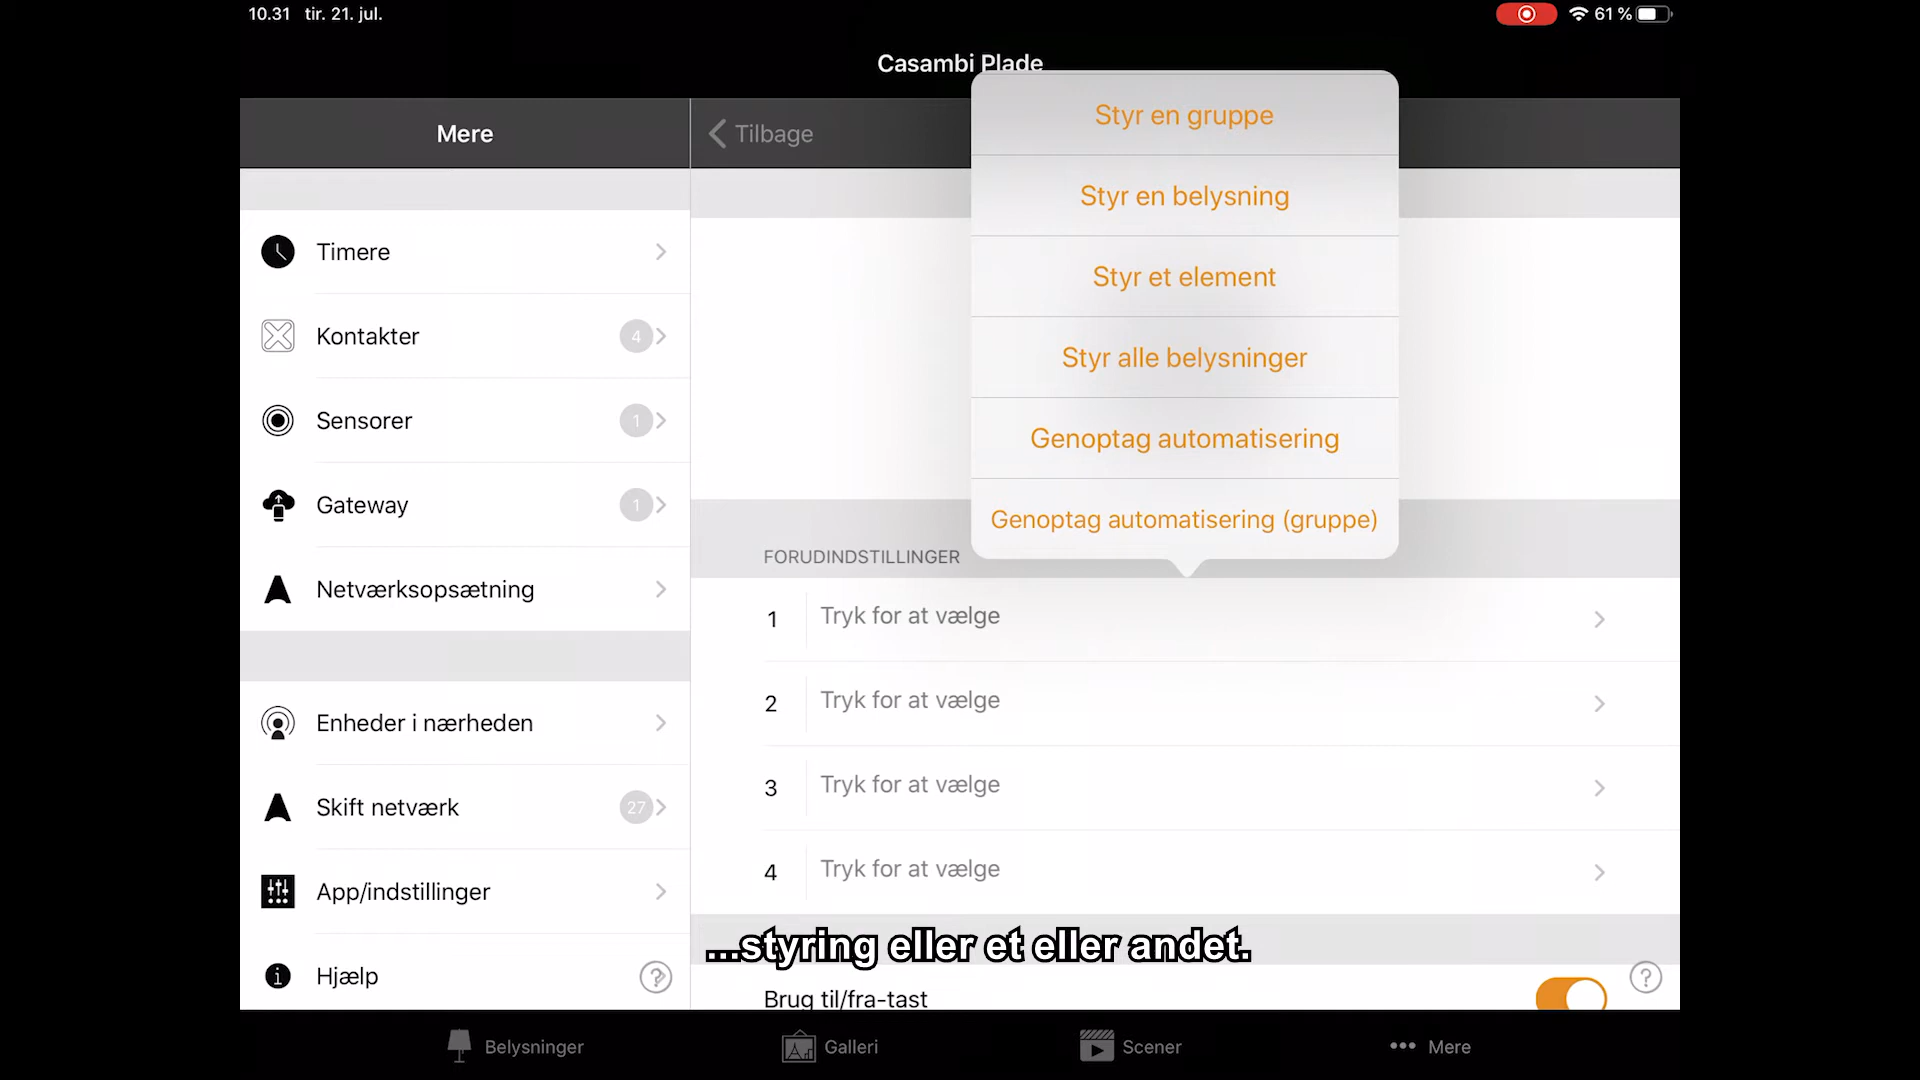 10.31 tir. 21. jul.
61 %
Casambi Plade
Mere
Tilbage
Styr en gruppe
Styr en belysning
Styr et element
Styr alle belysninger
Genoptag automatisering
Genoptag automatisering (gruppe)
Timere
Kontakter 4
Sensorer 1
Gateway 1
Netværksopsætning
Enheder i nærheden
Skift netværk 27
App/indstillinger
Hjælp ?
FORUDINDSTILLINGER
1 Tryk for at vælge
2 Tryk for at vælge
3 Tryk for at vælge
4 Tryk for at vælge
...styring eller et eller andet.
Brug til/fra-tast
?
Belysninger
Galleri
Scener
Mere